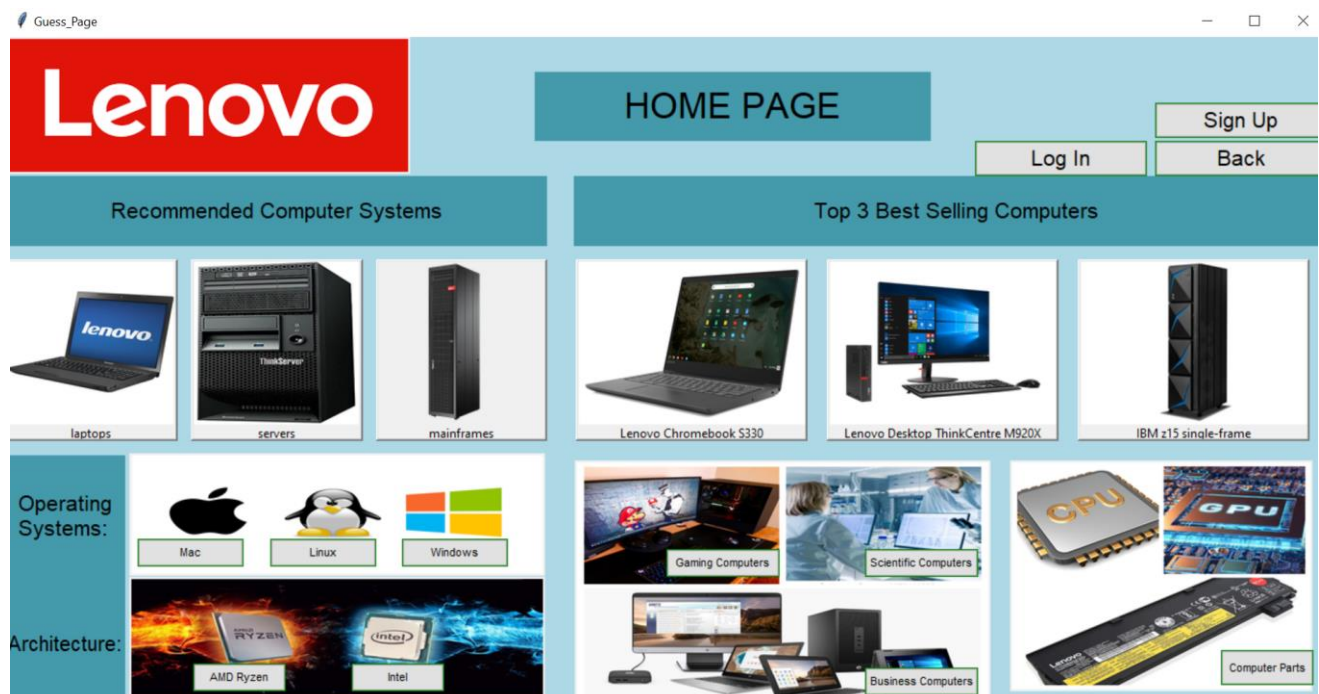 Guess_Page
Lenovo
HOME PAGE
Sign Up
Log In
Back
Recommended Computer Systems
Top 3 Best Selling Computers
lenovo
ThinkServer
laptops
servers
mainframes
Lenovo Chromebook S330
Lenovo Desktop ThinkCentre M920X
IBM z15 single-frame
Operating
Systems:
Mac
Linux
Windows
Gaming Computers
Scientific Computers
CPU
GPU
Architecture:
RYZEN
intel
AMD Ryzen
Intel
Business Computers
Lenovo
Computer Parts